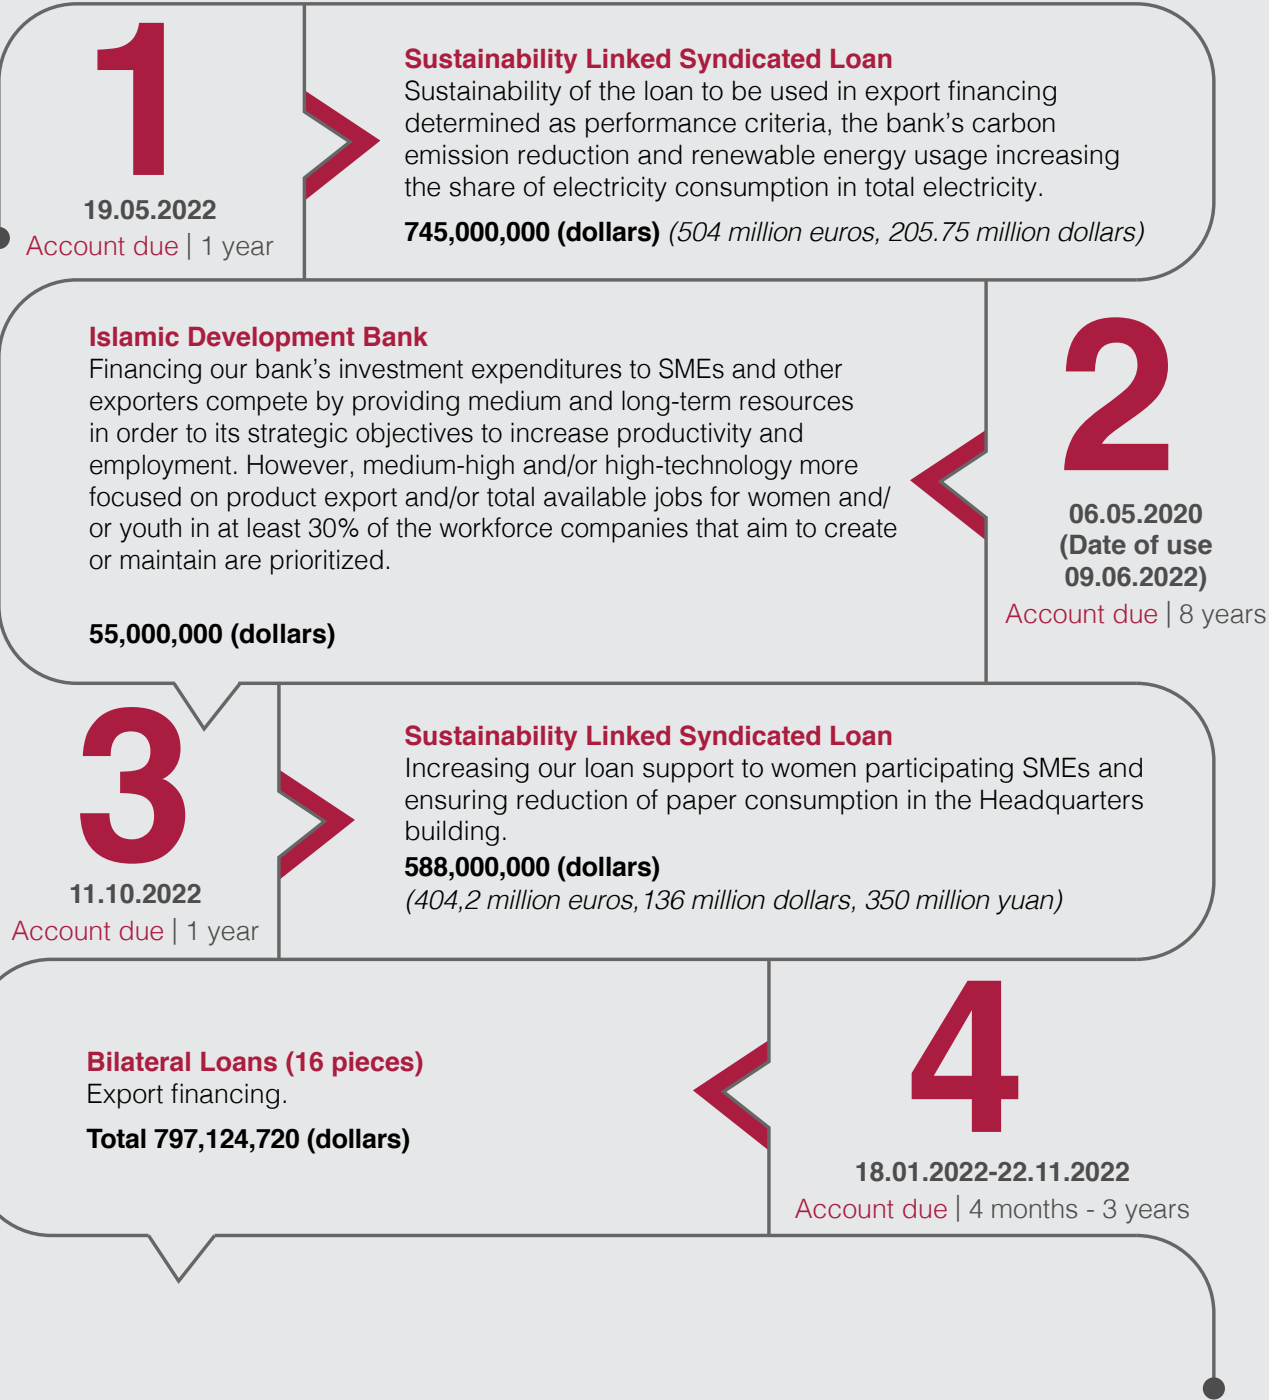 1
19.05.2022
Account due | 1 year
Sustainability Linked Syndicated Loan
Sustainability of the loan to be used in export financing
determined as performance criteria, the bank’s carbon
emission reduction and renewable energy usage increasing
the share of electricity consumption in total electricity.
745,000,000 (dollars) (504 million euros, 205.75 million dollars)
Islamic Development Bank
Financing our bank’s investment expenditures to SMEs and other
exporters compete by providing medium and long-term resources
in order to its strategic objectives to increase productivity and
employment. However, medium-high and/or high-technology more
focused on product export and/or total available jobs for women and/
or youth in at least 30% of the workforce companies that aim to create
or maintain are prioritized.
55,000,000 (dollars)
2
06.05.2020
(Date of use
09.06.2022)
Account due | 8 years
3
11.10.2022
Account due | 1 year
Sustainability Linked Syndicated Loan
Increasing our loan support to women participating SMEs and
ensuring reduction of paper consumption in the Headquarters
building.
588,000,000 (dollars)
(404,2 million euros,136 million dollars, 350 million yuan)
Bilateral Loans (16 pieces)
Export financing.
Total 797,124,720 (dollars)
4
18.01.2022-22.11.2022
Account due | 4 months - 3 years